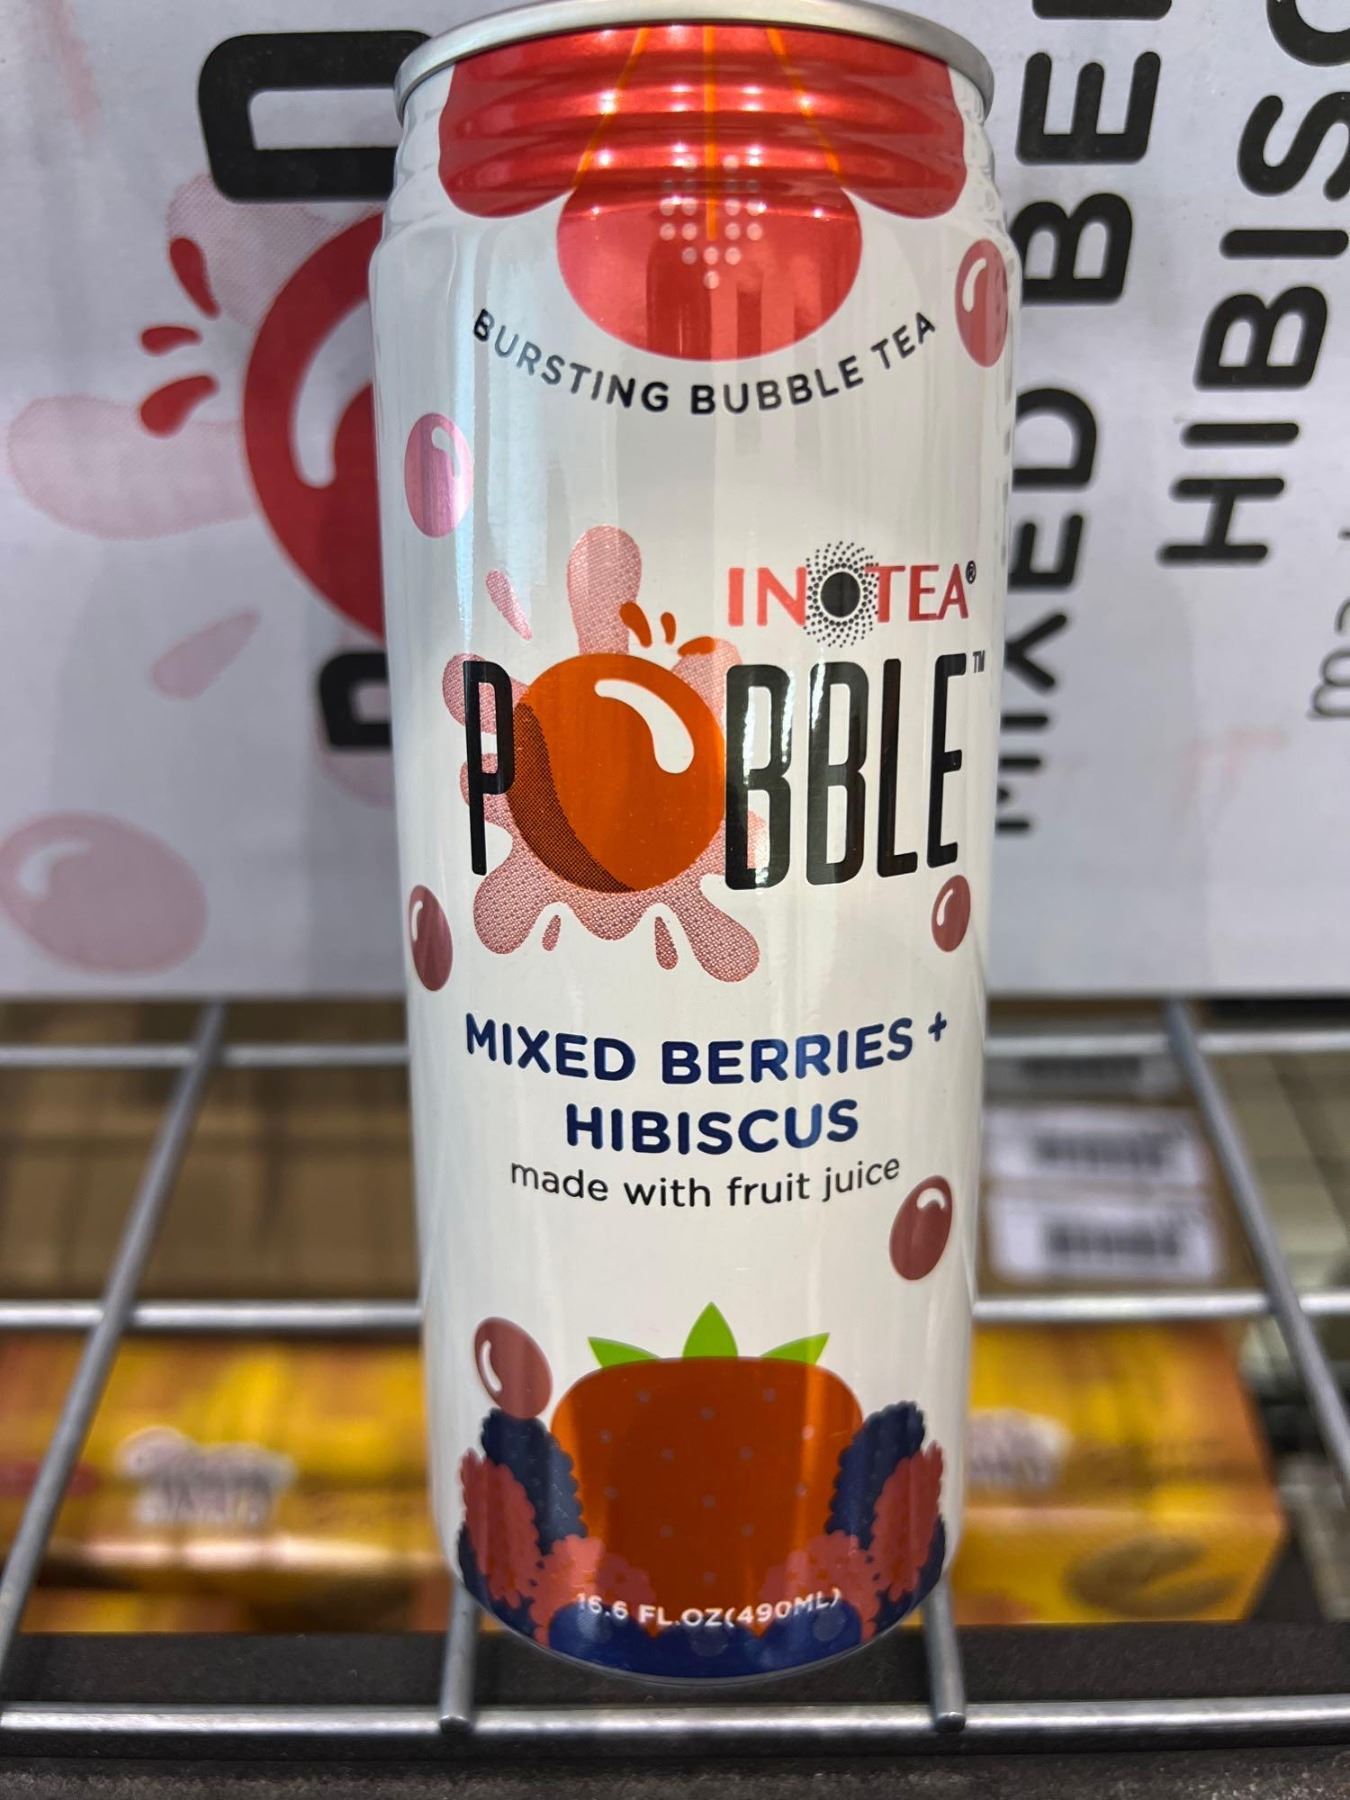 BURSTING BUBBLE TEA
INOTEA®
POBBLE™
MIXED BERRIES +
HIBISCUS
made with fruit juice
16.6 FL.OZ(490ML)
MIXED BER
HIBISC